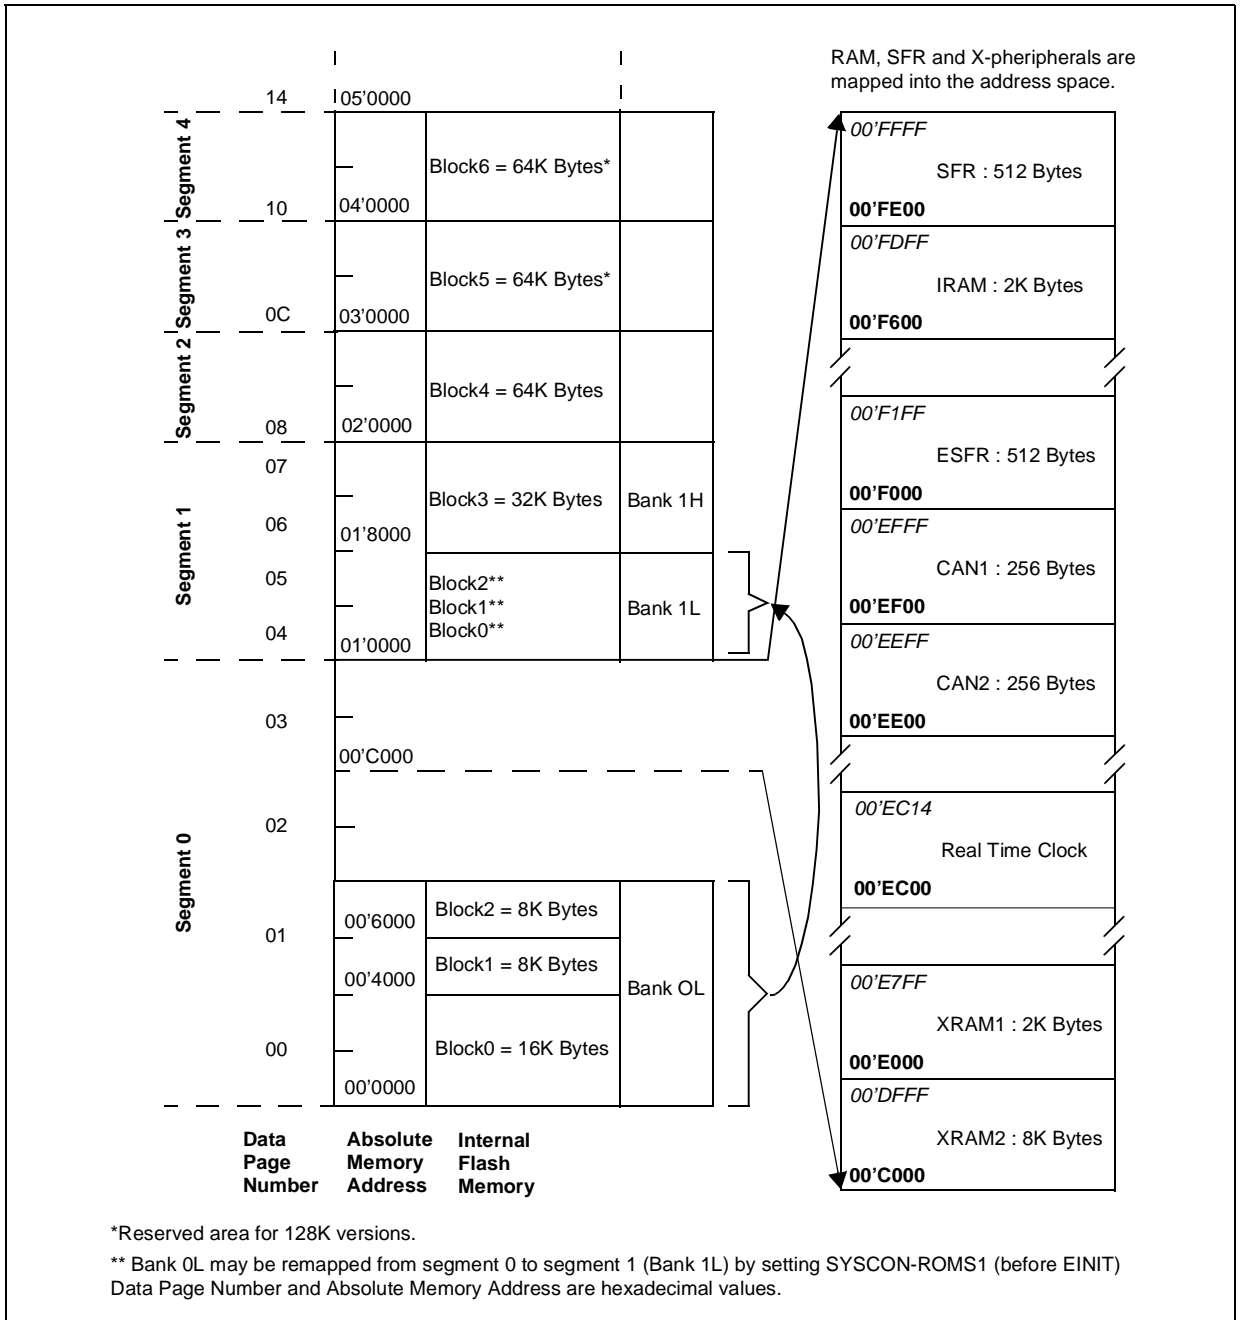 RAM, SFR and X-pheripherals are
mapped into the address space.
14
05'0000
Segment 4
Block6 = 64K Bytes*
10
04'0000
Segment 3
Block5 = 64K Bytes*
0C
03'0000
Segment 2
Block4 = 64K Bytes
08
02'0000
Segment 1
07
Block3 = 32K Bytes
Bank 1H
06
01'8000
05
Block2**
Block1**
Block0**
Bank 1L
04
01'0000
Segment 0
03
00'C000
02
01
00'6000
Block2 = 8K Bytes
00'4000
Block1 = 8K Bytes
Bank OL
00
Block0 = 16K Bytes
00'0000
Data
Page
Number
Absolute
Memory
Address
Internal
Flash
Memory
00'FFFF
SFR : 512 Bytes
00'FE00
00'FDFF
IRAM : 2K Bytes
00'F600
00'F1FF
ESFR : 512 Bytes
00'F000
00'EFFF
CAN1 : 256 Bytes
00'EF00
00'EEFF
CAN2 : 256 Bytes
00'EE00
00'EC14
Real Time Clock
00'EC00
00'E7FF
XRAM1 : 2K Bytes
00'E000
00'DFFF
XRAM2 : 8K Bytes
00'C000
*Reserved area for 128K versions.
** Bank 0L may be remapped from segment 0 to segment 1 (Bank 1L) by setting SYSCON-ROMS1 (before EINIT)
Data Page Number and Absolute Memory Address are hexadecimal values.